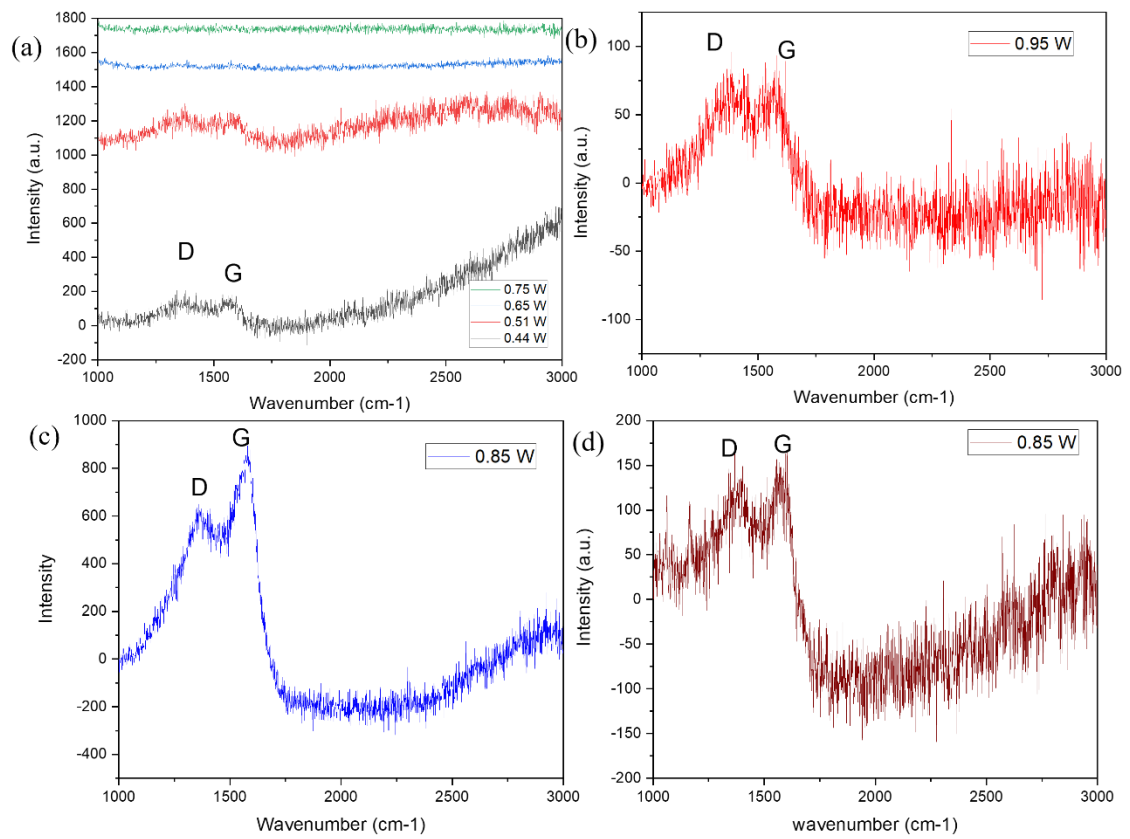 (a)
Intensity (a.u.)
1800
1600
1400
1200
1000
800
600
400
200
0
-200
D
G
0.75 W
0.65 W
0.51 W
0.44 W
1000 1500 2000 2500 3000
Wavenumber (cm-1)
(b)
Intensity (a.u.)
100
50
0
-50
-100
D G
0.95 W
1000 1500 2000 2500 3000
Wavenumber (cm-1)
(c)
Intensity
1000
800
600
400
200
0
-200
-400
D
G
0.85 W
1000 1500 2000 2500 3000
Wavenumber (cm-1)
(d)
Intensity (a.u.)
200
150
100
50
0
-50
-100
-150
-200
D G
0.85 W
1000 1500 2000 2500 3000
wavenumber (cm-1)